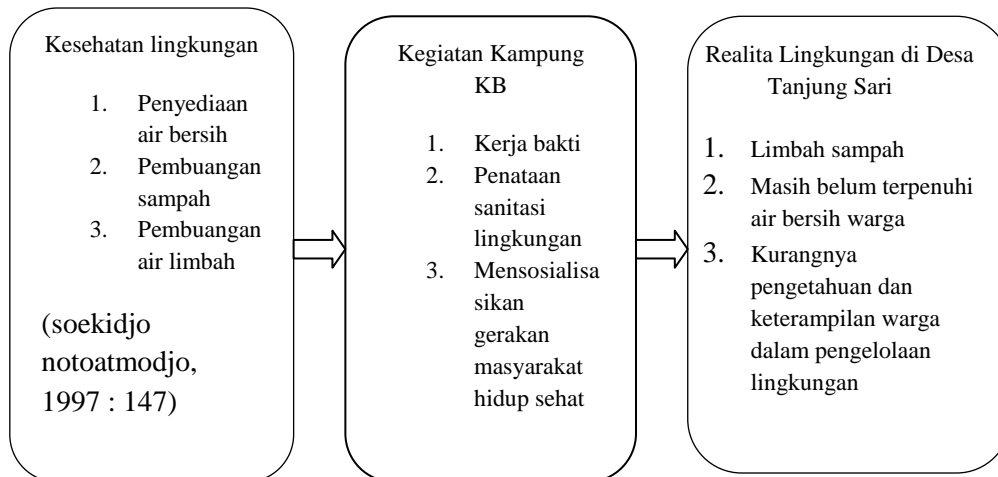 Kesehatan lingkungan
1. Penyediaan
air bersih
2. Pembuangan
sampah
3. Pembuangan
air limbah
(soekidjo
notoatmodjo,
1997 : 147)
Kegiatan Kampung
KB
1. Kerja bakti
2. Penataan
sanitasi
lingkungan
3. Mensosialisa
sikan
gerakan
masyarakat
hidup sehat
Realita Lingkungan di Desa
Tanjung Sari
1. Limbah sampah
2. Masih belum terpenuhi
air bersih warga
3. Kurangnya
pengetahuan dan
keterampilan warga
dalam pengelolaan
lingkungan